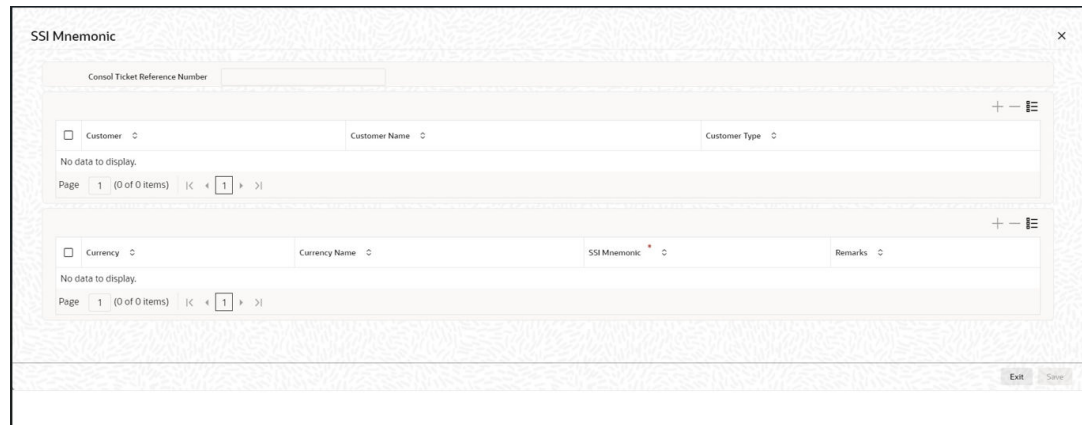 SSI Mnemonic
Consol Ticket Reference Number
Customer Customer Name Customer Type
No data to display.
Page 1 (0 of 0 items) 1
Currency Currency Name SSI Mnemonic * Remarks
No data to display.
Page 1 (0 of 0 items) 1
Exit Save